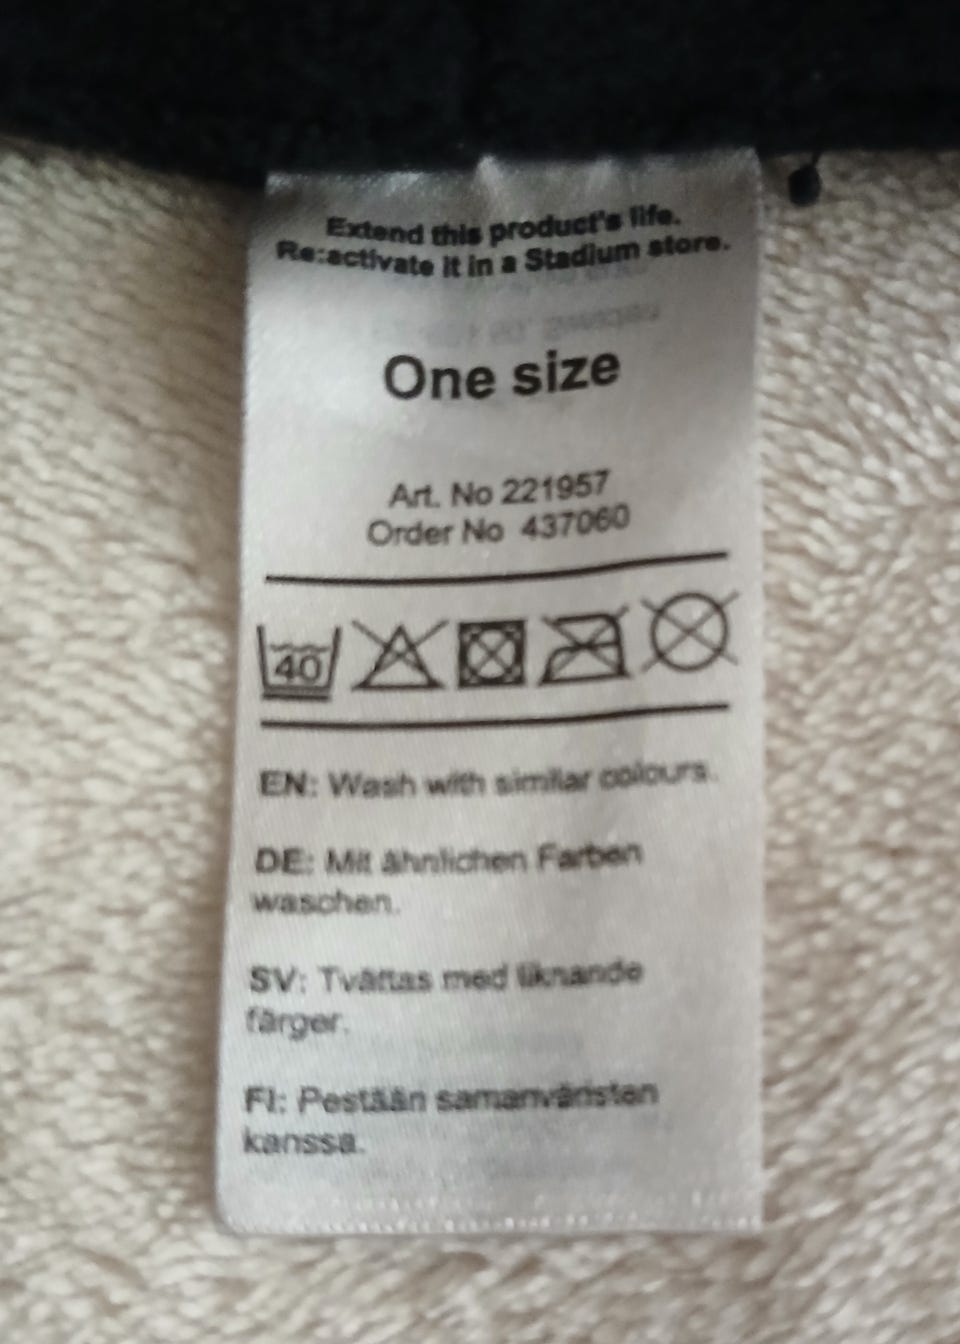 Extend this product's life.
Re:activate it in a Stadium store.
One size
Art. No 221957
Order No 437060
40
EN: Wash with similar colours.
DE: Mit ähnlichen Farben
waschen.
SV: Tvättas med liknande
färger.
FI: Pestään samanväristen
kanssa.